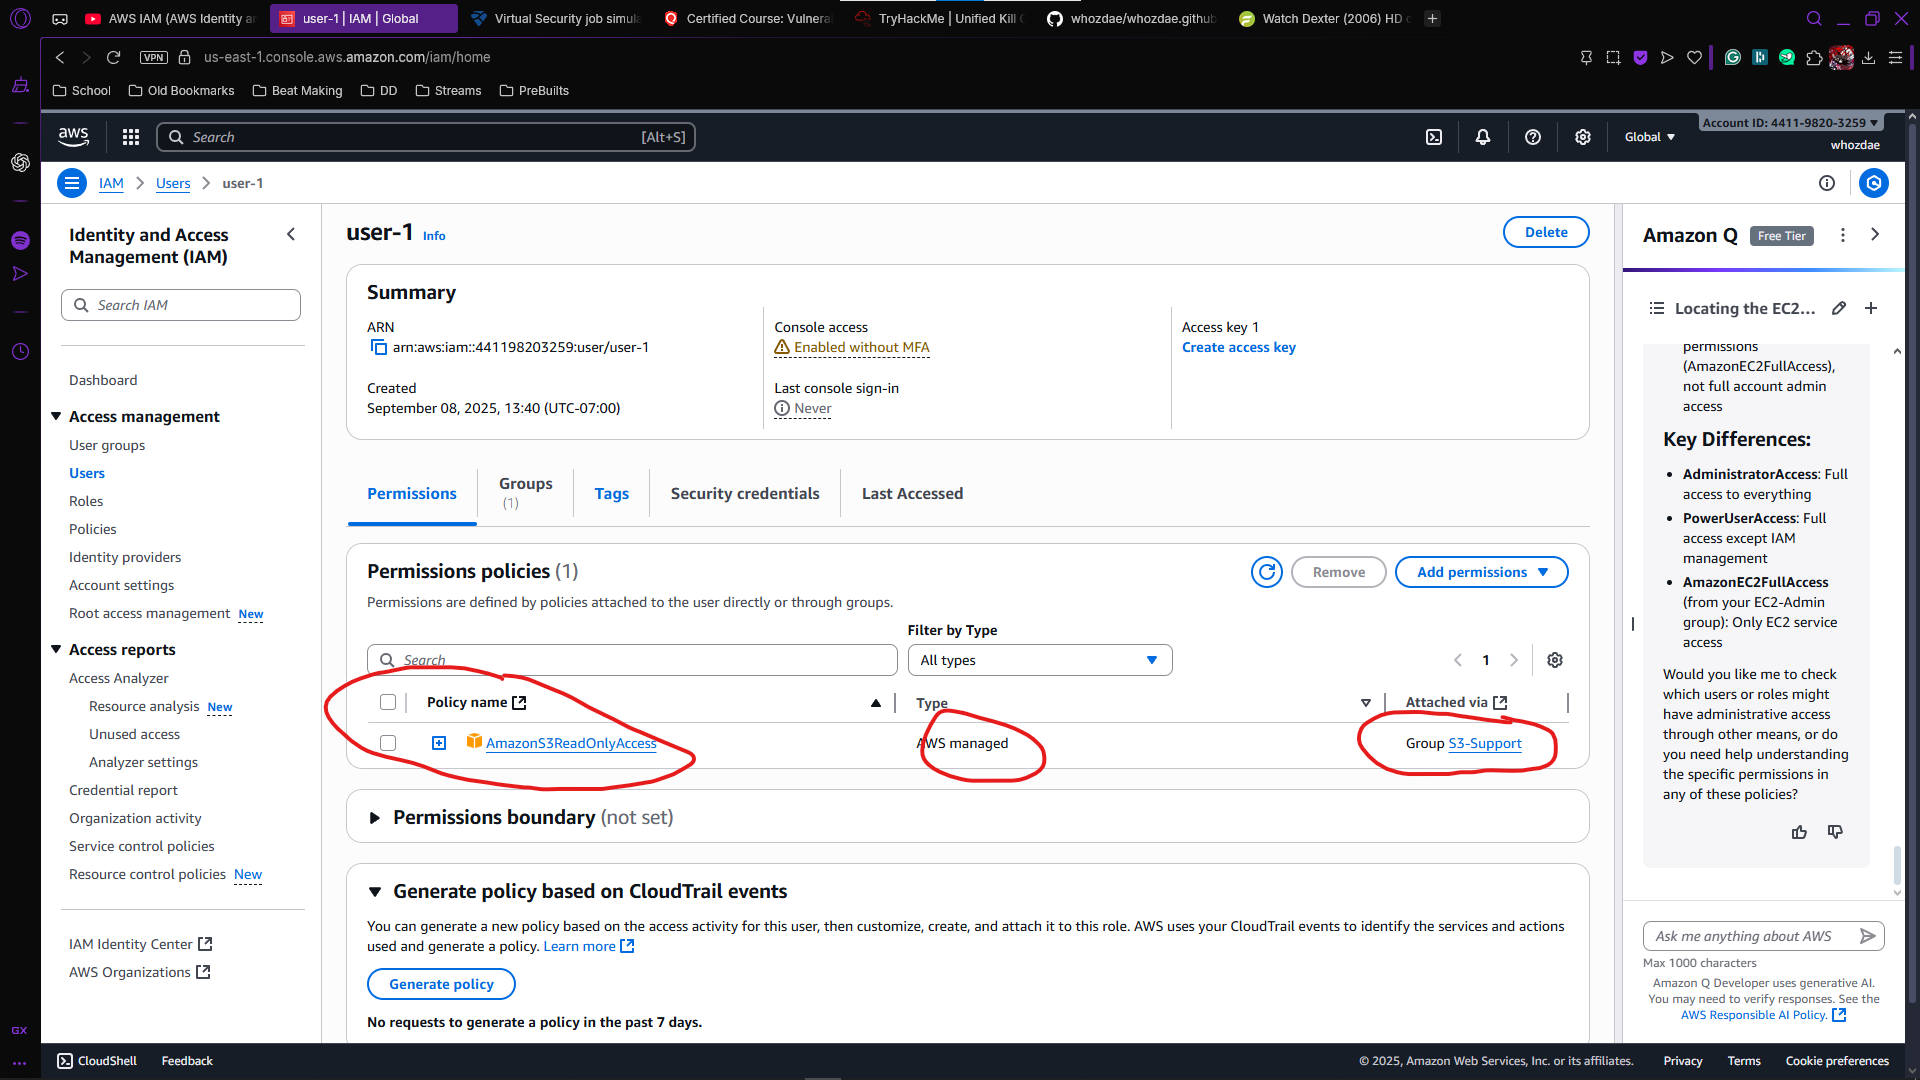 AWS IAM (AWS Identity an
user-1 | IAM | Global
Virtual Security job simula
Certified Course: Vulnera
TryHackMe | Unified Kill C
whozdae/whozdae.github
Watch Dexter (2006) HD o
VPN
us-east-1.console.aws.amazon.com/iam/home
School
Old Bookmarks
Beat Making
DD
Streams
PreBuilts
aws
Search
[Alt+S]
Global
Account ID: 4411-9820-3259
whozdae
IAM
Users
user-1
Identity and Access
Management (IAM)
Search IAM
Dashboard
Access management
User groups
Users
Roles
Policies
Identity providers
Account settings
Root access management New
Access reports
Access Analyzer
Resource analysis New
Unused access
Analyzer settings
Credential report
Organization activity
Service control policies
Resource control policies New
IAM Identity Center
AWS Organizations
user-1 Info
Delete
Summary
ARN
arn:aws:iam::441198203259:user/user-1
Created
September 08, 2025, 13:40 (UTC-07:00)
Console access
Enabled without MFA
Last console sign-in
Never
Access key 1
Create access key
Permissions
Groups
(1)
Tags
Security credentials
Last Accessed
Permissions policies (1)
Remove
Add permissions
Permissions are defined by policies attached to the user directly or through groups.
Filter by Type
Search
All types
1
Policy name
Type
Attached via
AmazonS3ReadOnlyAccess
AWS managed
Group S3-Support
Permissions boundary (not set)
Generate policy based on CloudTrail events
You can generate a new policy based on the access activity for this user, then customize, create, and attach it to this role. AWS uses your CloudTrail events to identify the services and actions
used and generate a policy. Learn more
Generate policy
No requests to generate a policy in the past 7 days.
Amazon Q
Free Tier
Locating the EC2...
permissions
(AmazonEC2FullAccess),
not full account admin
access
Key Differences:
AdministratorAccess: Full
access to everything
PowerUserAccess: Full
access except IAM
management
AmazonEC2FullAccess
(from your EC2-Admin
group): Only EC2 service
access
Would you like me to check
which users or roles might
have administrative access
through other means, or do
you need help understanding
the specific permissions in
any of these policies?
Ask me anything about AWS
Max 1000 characters
Amazon Q Developer uses generative AI.
You may need to verify responses. See the
AWS Responsible AI Policy.
GX
CloudShell
Feedback
© 2025, Amazon Web Services, Inc. or its affiliates.
Privacy
Terms
Cookie preferences